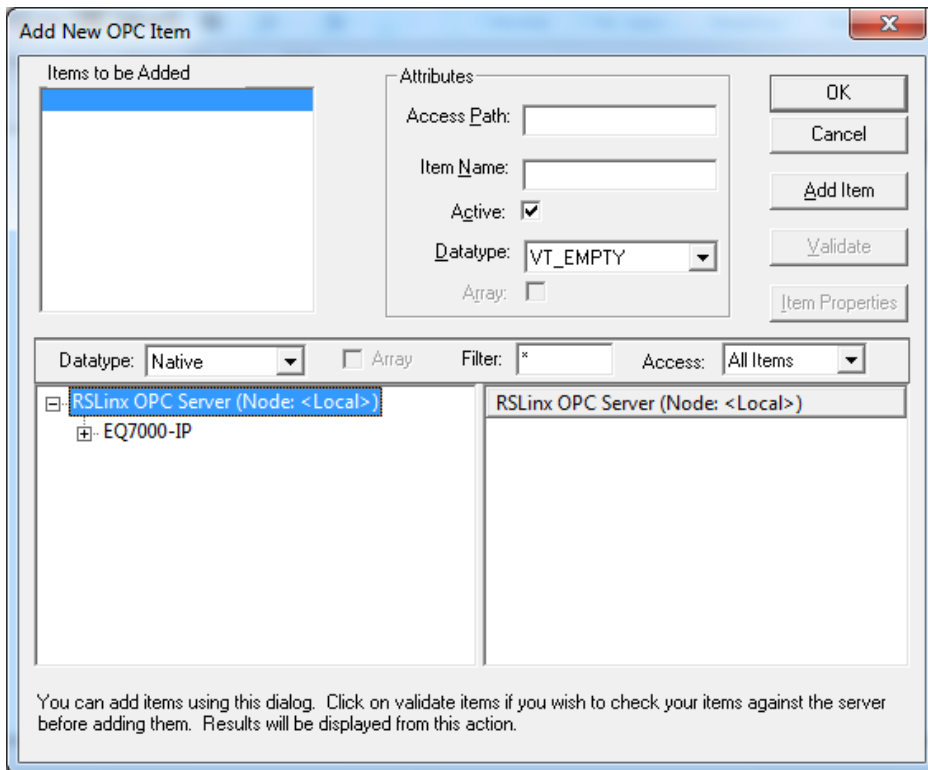 Add New OPC Item
Items to be Added
Attributes
Access Path:
Item Name:
Active:
Datatype: VT_EMPTY
Array:
OK
Cancel
Add Item
Validate
Item Properties
Datatype: Native Array Filter: * Access: All Items
RSLinx OPC Server (Node: <Local>)
EQ7000-IP
RSLinx OPC Server (Node: <Local>)
You can add items using this dialog. Click on validate items if you wish to check your items against the server
before adding them. Results will be displayed from this action.